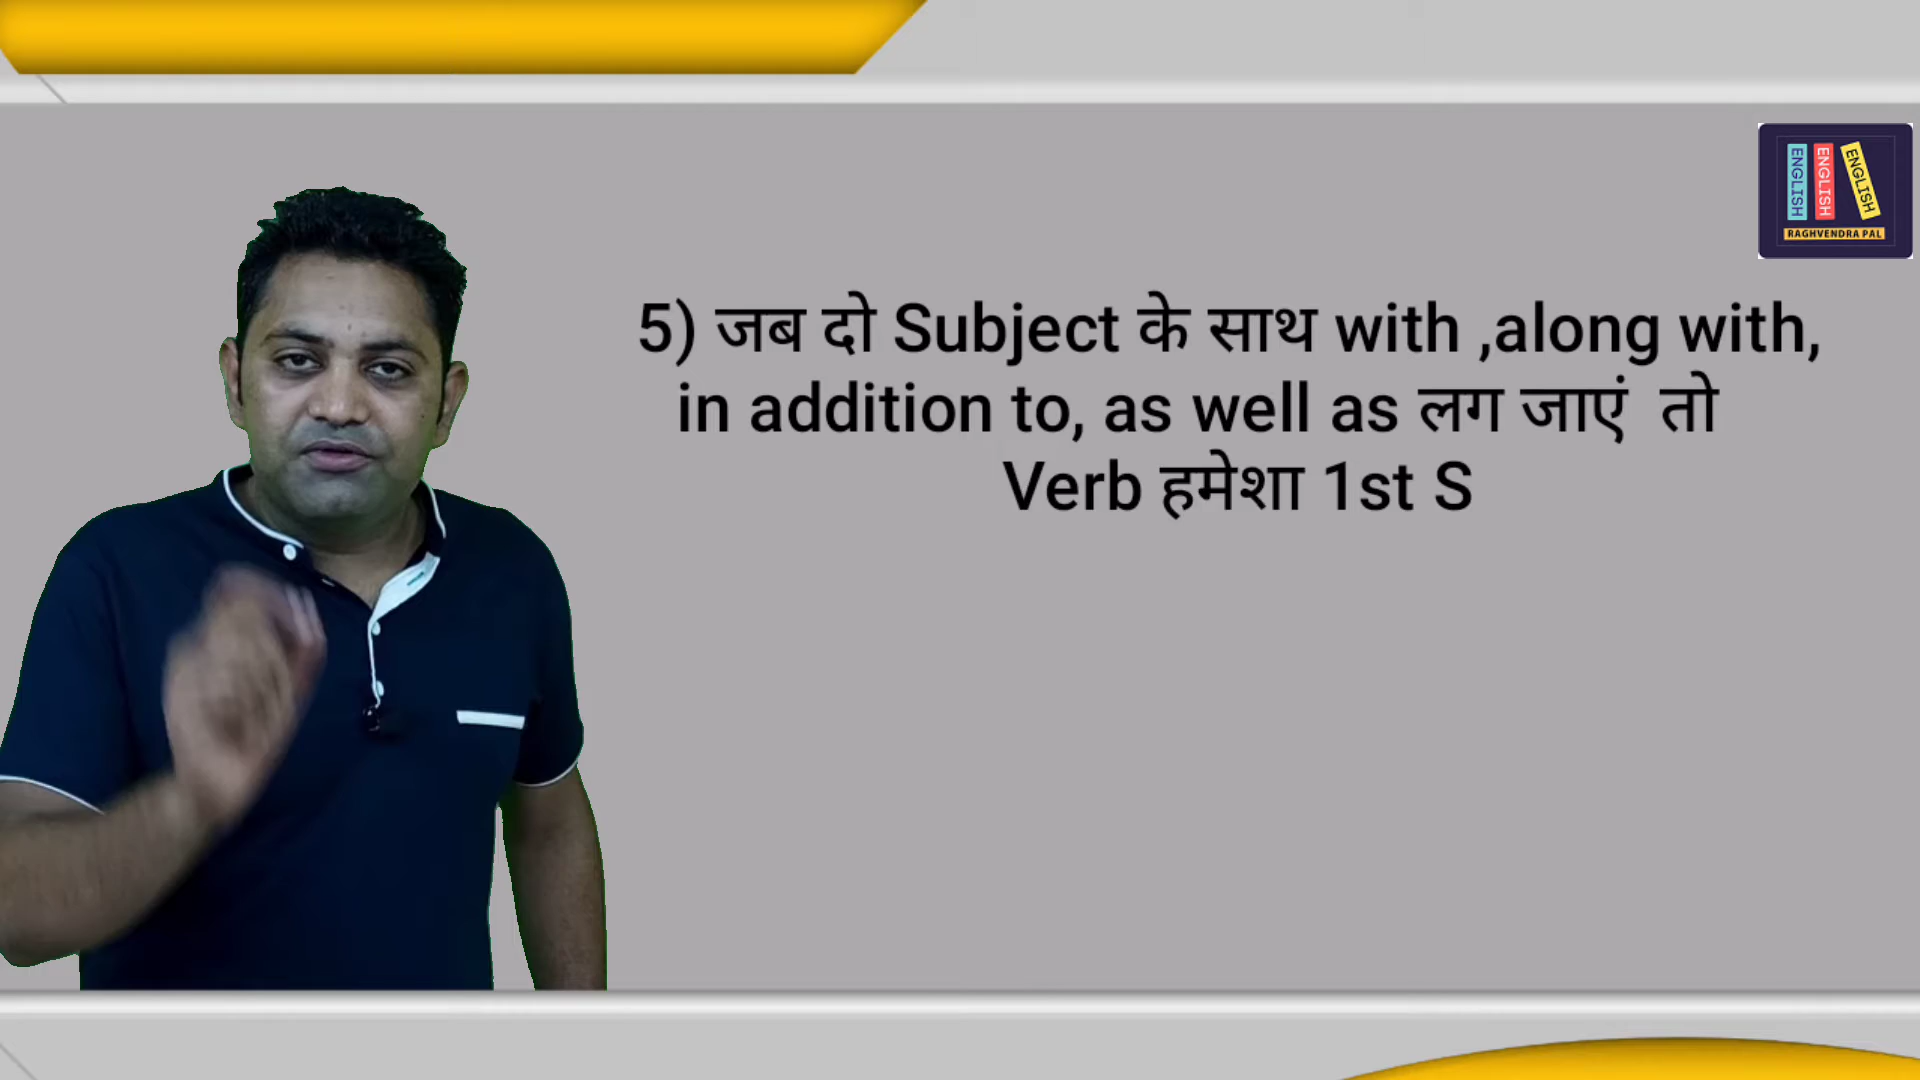 ENGLISH
ENGLISH
ENGLISH
RAGHVENDRA PAL
5) जब दो Subject के साथ with ,along with,
in addition to, as well as लग जाएं तो
Verb हमेशा 1st S